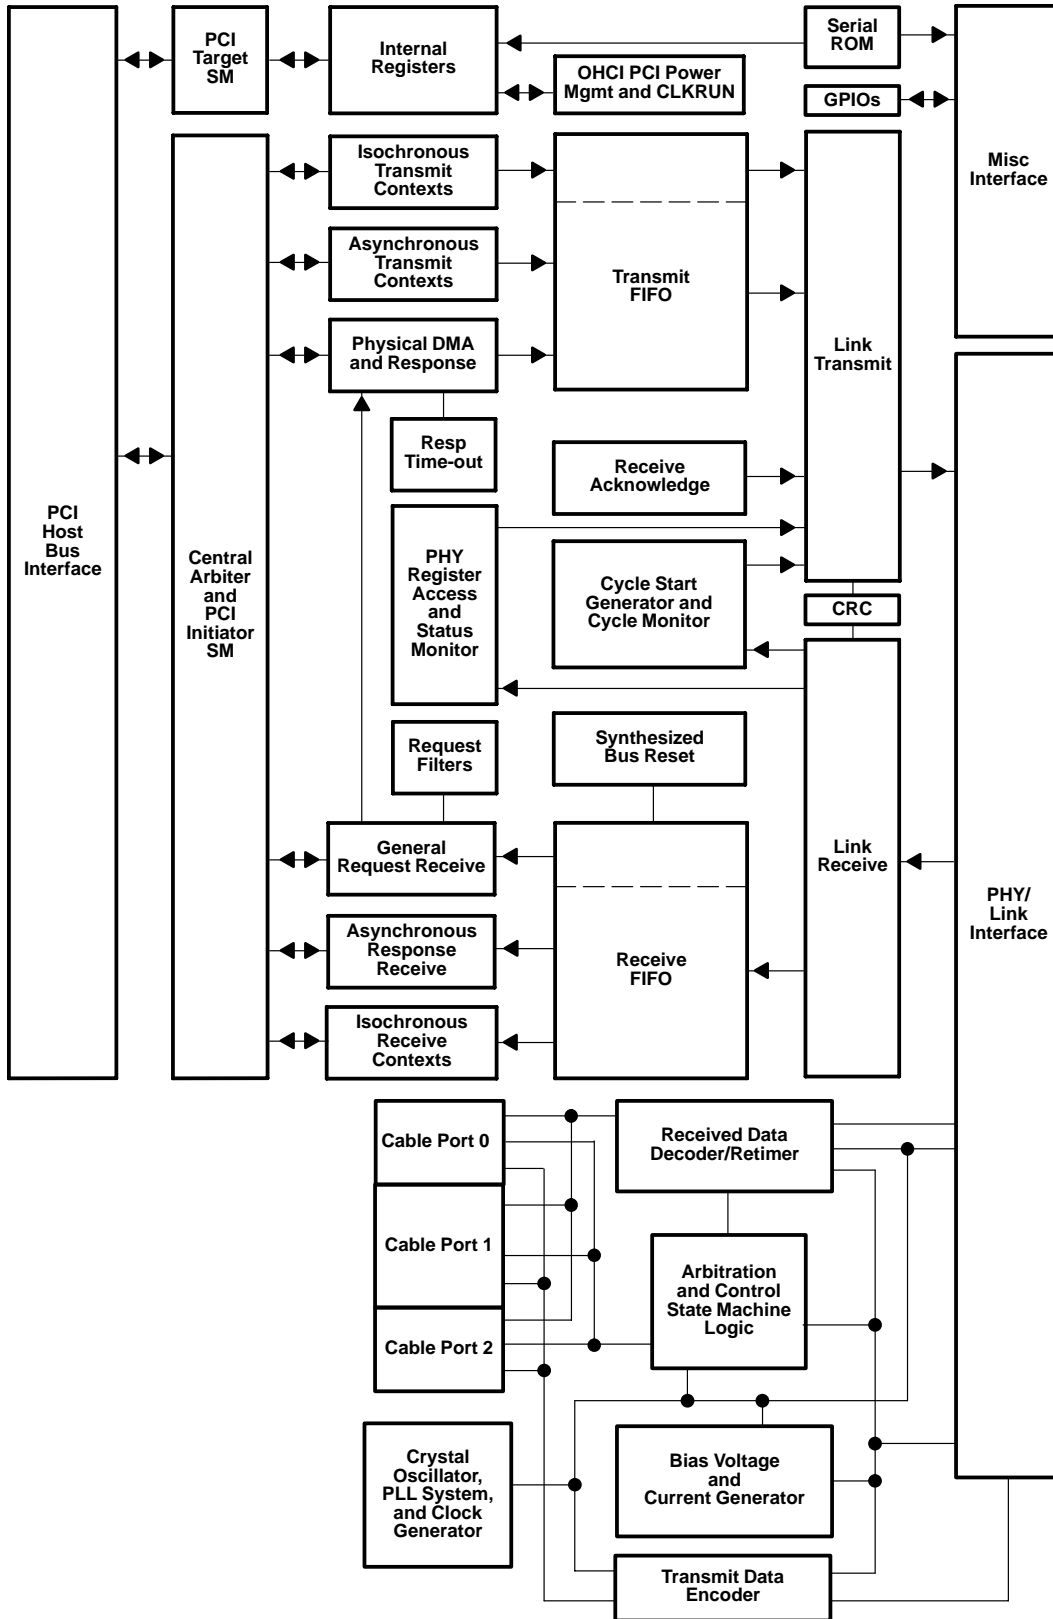 PCI
Target
SM
Internal
Registers
Serial
ROM
OHCI PCI Power
Mgmt and CLKRUN
GPIOs
Misc
Interface
Isochronous
Transmit
Contexts
Asynchronous
Transmit
Contexts
Transmit
FIFO
Physical DMA
and Response
Link
Transmit
Resp
Time-out
Receive
Acknowledge
PCI
Host
Bus
Interface
Central
Arbiter
and
PCI
Initiator
SM
PHY
Register
Access
and
Status
Monitor
Cycle Start
Generator and
Cycle Monitor
CRC
Request
Filters
Synthesized
Bus Reset
General
Request Receive
Link
Receive
PHY/
Link
Interface
Asynchronous
Response
Receive
Receive
FIFO
Isochronous
Receive
Contexts
Cable Port 0
Received Data
Decoder/Retimer
Cable Port 1
Arbitration
and Control
State Machine
Logic
Cable Port 2
Crystal
Oscillator,
PLL System,
and Clock
Generator
Bias Voltage
and
Current Generator
Transmit Data
Encoder